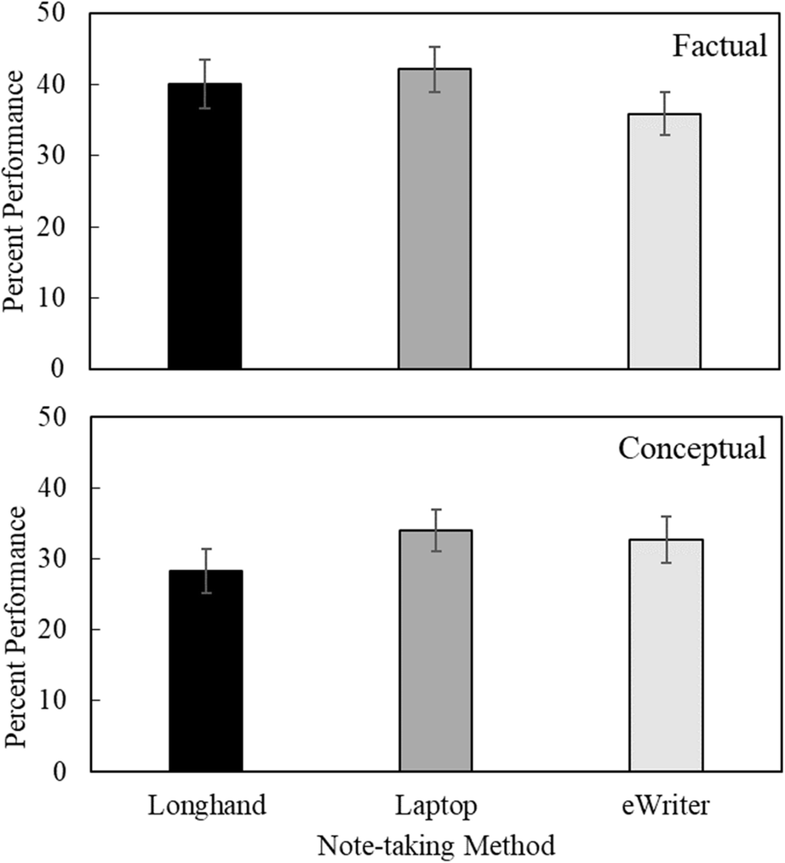 50
Factual
40
30
20
10
0
Percent Performance
50
Conceptual
40
30
20
10
0
Percent Performance
Longhand Laptop eWriter
Note-taking Method